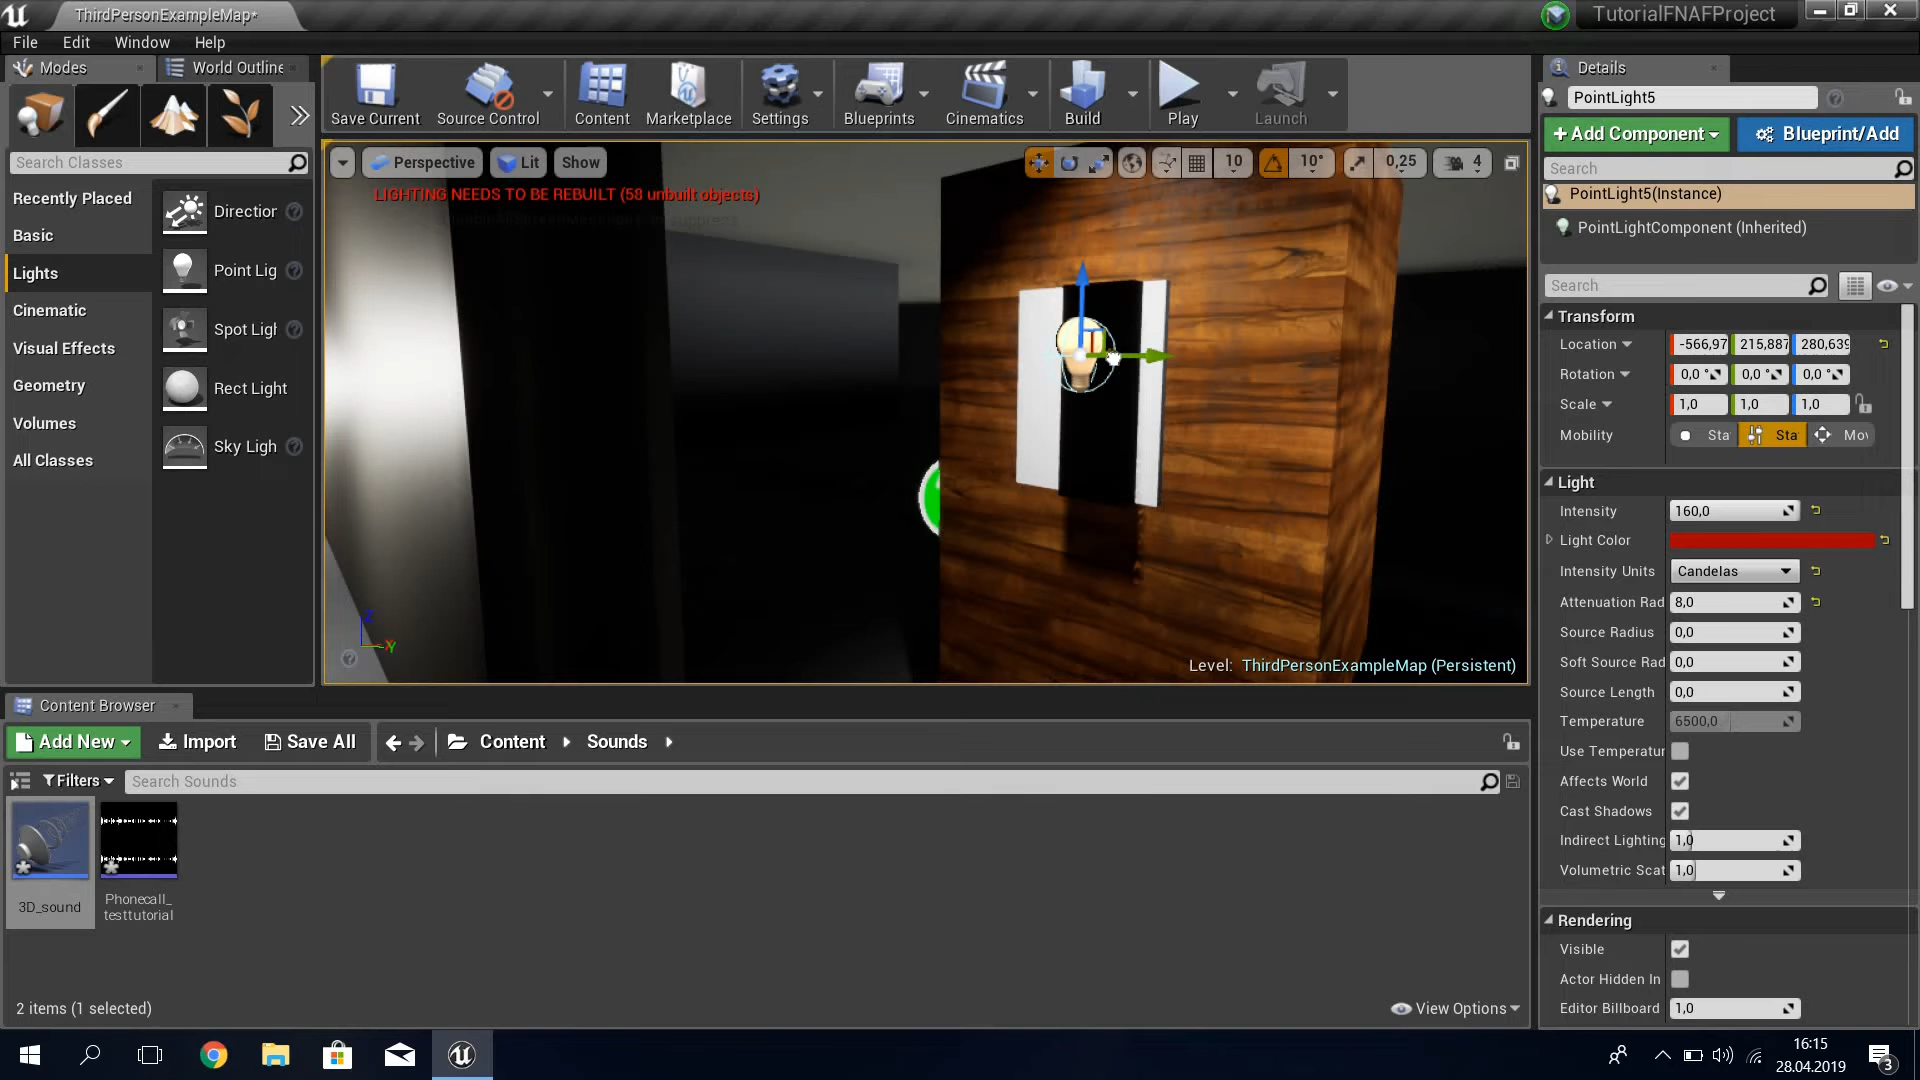 ThirdPersonExampleMap*
TutorialFNAFProject
File Edit Window Help
Modes
World Outline
Save Current
Source Control
Content
Marketplace
Settings
Blueprints
Cinematics
Build
Play
Launch
Search Classes
Recently Placed
Basic
Lights
Cinematic
Visual Effects
Geometry
Volumes
All Classes
Direction
Point Lig
Spot Ligh
Rect Light
Sky Ligh
Perspective
Lit
Show
10
10°
0,25
4
LIGHTING NEEDS TO BE REBUILT (58 unbuilt objects)
Z
Y
Level: ThirdPersonExampleMap (Persistent)
Details
PointLight5
+ Add Component
Blueprint/Add
Search
PointLight5(Instance)
PointLightComponent (Inherited)
Search
Transform
Location -566,97 215,887 280,639
Rotation 0,0 ° 0,0 ° 0,0 °
Scale 1,0 1,0 1,0
Mobility Sta Sta Mov
Light
Intensity 160,0
Light Color
Intensity Units Candelas
Attenuation Rad 8,0
Source Radius 0,0
Soft Source Rad 0,0
Source Length 0,0
Temperature 6500,0
Use Temperatur
Affects World
Cast Shadows
Indirect Lighting 1,0
Volumetric Scat 1,0
Rendering
Visible
Actor Hidden In
Editor Billboard 1,0
Content Browser
Add New
Import
Save All
Content
Sounds
Filters
Search Sounds
3D_sound
Phonecall_
testtutorial
2 items (1 selected)
View Options
16:15
28.04.2019
3